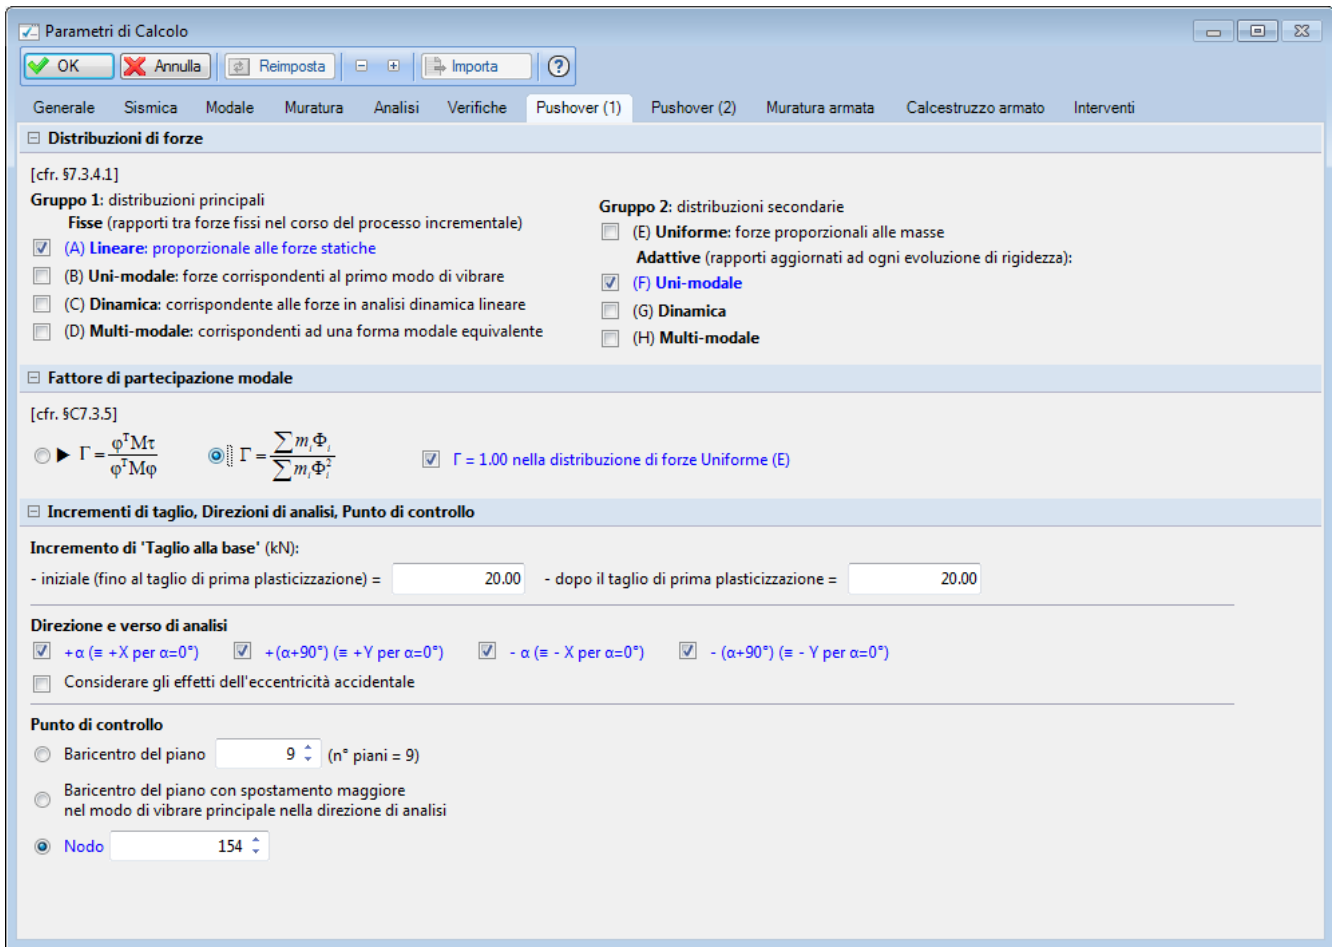 Parametri di Calcolo
OK Annulla Reimposta Importa ?
Generale Sismica Modale Muratura Analisi Verifiche Pushover (1) Pushover (2) Muratura armata Calcestruzzo armato Interventi
Distribuzioni di forze
[cfr. §7.3.4.1]
Gruppo 1: distribuzioni principali
Fisse (rapporti tra forze fissi nel corso del processo incrementale)
(A) Lineare: proporzionale alle forze statiche
(B) Uni-modale: forze corrispondenti al primo modo di vibrare
(C) Dinamica: corrispondente alle forze in analisi dinamica lineare
(D) Multi-modale: corrispondenti ad una forma modale equivalente
Gruppo 2: distribuzioni secondarie
(E) Uniforme: forze proporzionali alle masse
Adattive (rapporti aggiornati ad ogni evoluzione di rigidezza):
(F) Uni-modale
(G) Dinamica
(H) Multi-modale
Fattore di partecipazione modale
[cfr. §C7.3.5]
Γ = φᵀMτ / φᵀMφ Γ = ∑ mᵢΦᵢ / ∑ mᵢΦᵢ² Γ = 1.00 nella distribuzione di forze Uniforme (E)
Incrementi di taglio, Direzioni di analisi, Punto di controllo
Incremento di 'Taglio alla base' (kN):
- iniziale (fino al taglio di prima plasticizzazione) = 20.00 - dopo il taglio di prima plasticizzazione = 20.00
Direzione e verso di analisi
+α (≡ +X per α=0°) +(α+90°) (≡ +Y per α=0°) - α (≡ - X per α=0°) - (α+90°) (≡ - Y per α=0°)
Considerare gli effetti dell'eccentricità accidentale
Punto di controllo
Baricentro del piano 9 (n° piani = 9)
Baricentro del piano con spostamento maggiore
nel modo di vibrare principale nella direzione di analisi
Nodo 154